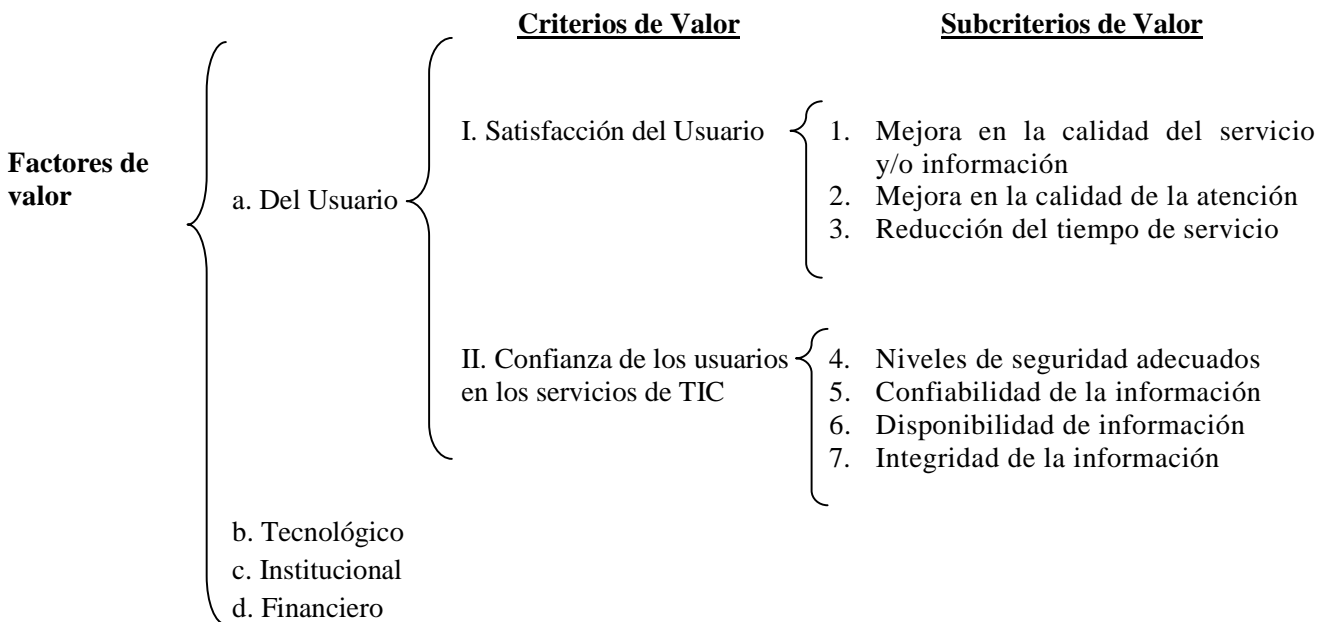 Criterios de Valor
Subcriterios de Valor
Factores de
valor
a. Del Usuario
I. Satisfacción del Usuario
1. Mejora en la calidad del servicio
y/o información
2. Mejora en la calidad de la atención
3. Reducción del tiempo de servicio
II. Confianza de los usuarios
en los servicios de TIC
4. Niveles de seguridad adecuados
5. Confiabilidad de la información
6. Disponibilidad de información
7. Integridad de la información
b. Tecnológico
c. Institucional
d. Financiero